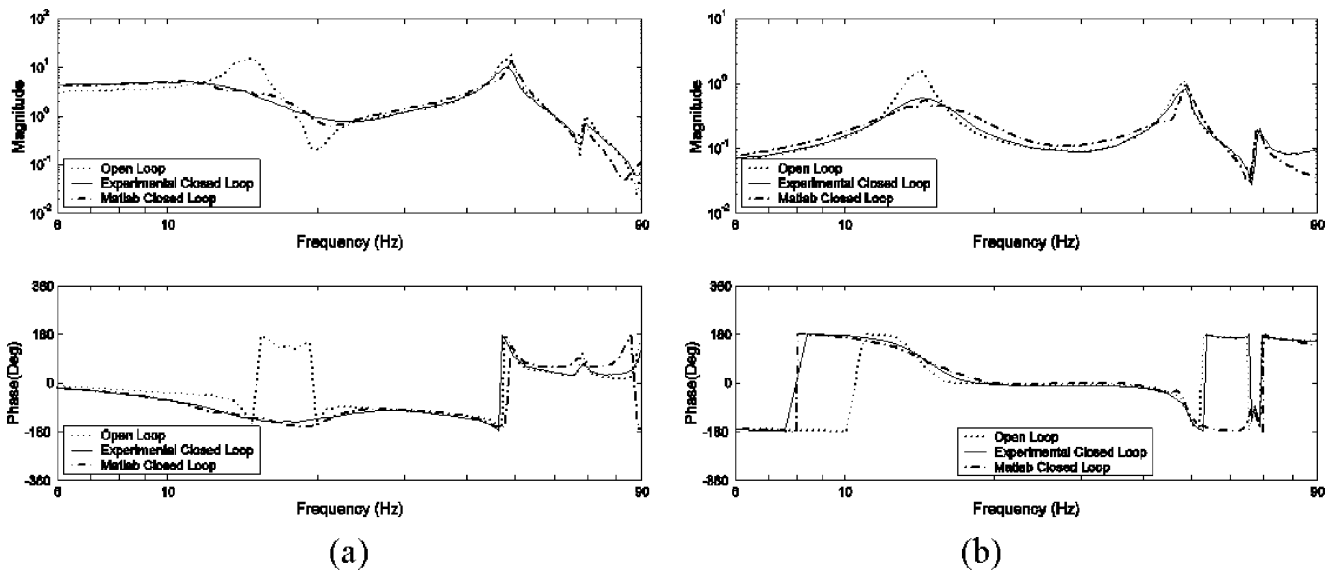 10^2
10^1
10^0
10^-1
10^-2
Magnitude
Open Loop
Experimental Closed Loop
Matlab Closed Loop
6
10
90
Frequency (Hz)
360
180
0
-180
-360
Phase(Deg)
Open Loop
Experimental Closed Loop
Matlab Closed Loop
6
10
90
Frequency (Hz)
(a)
10^1
10^0
10^-1
10^-2
Magnitude
Open Loop
Experimental Closed Loop
Matlab Closed Loop
6
10
90
Frequency (Hz)
360
180
0
-180
-360
Phase(Deg)
Open Loop
Experimental Closed Loop
Matlab Closed Loop
6
10
90
Frequency (Hz)
(b)